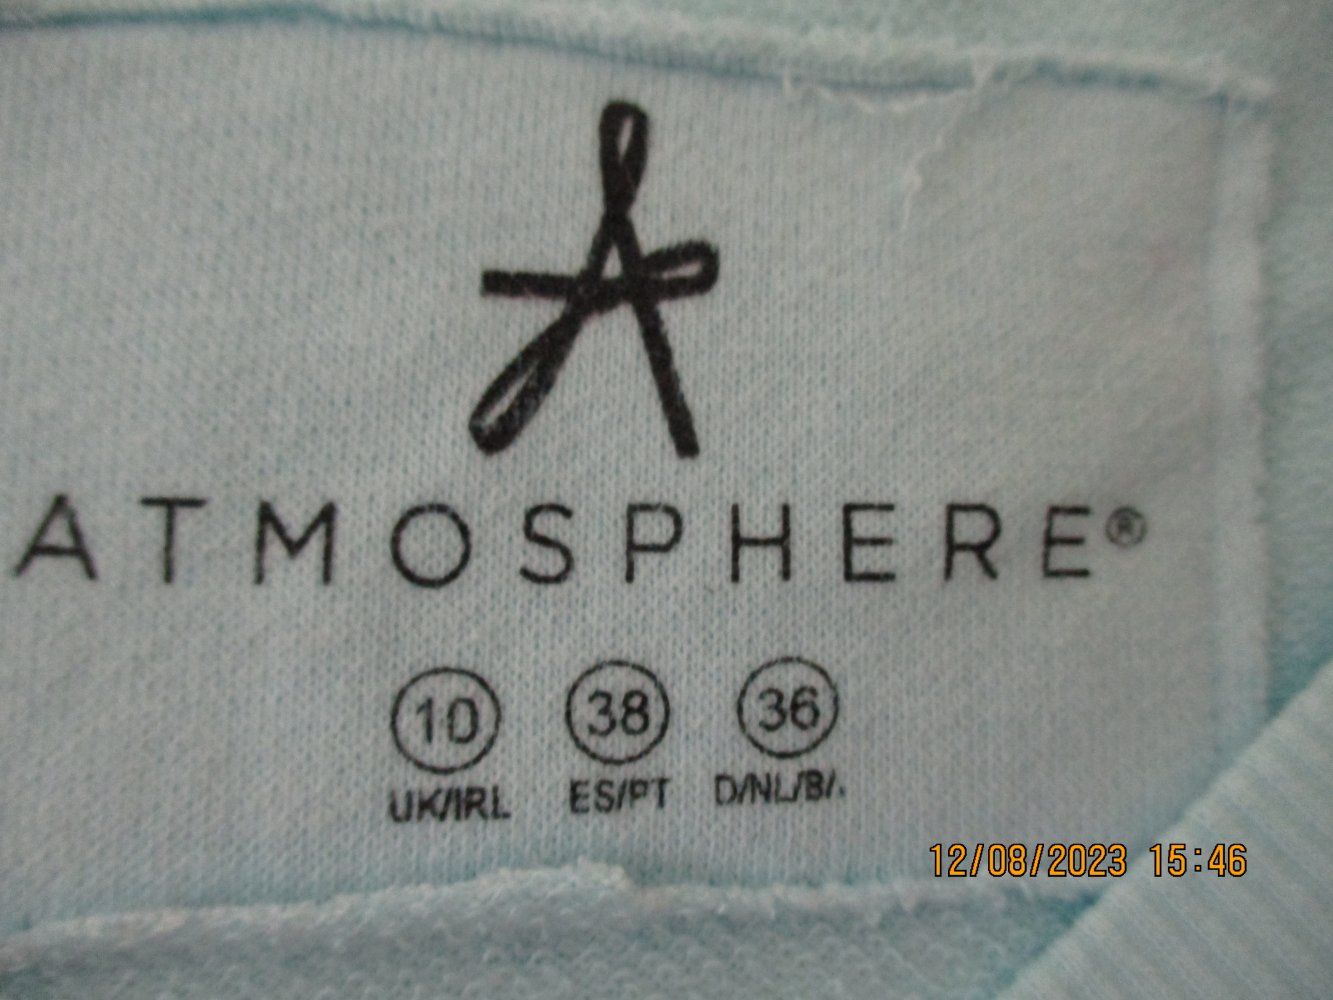 ATMOSPHERE®
10 38 36
UK/IRL ES/PT D/NL/B/.
12/08/2023 15:46